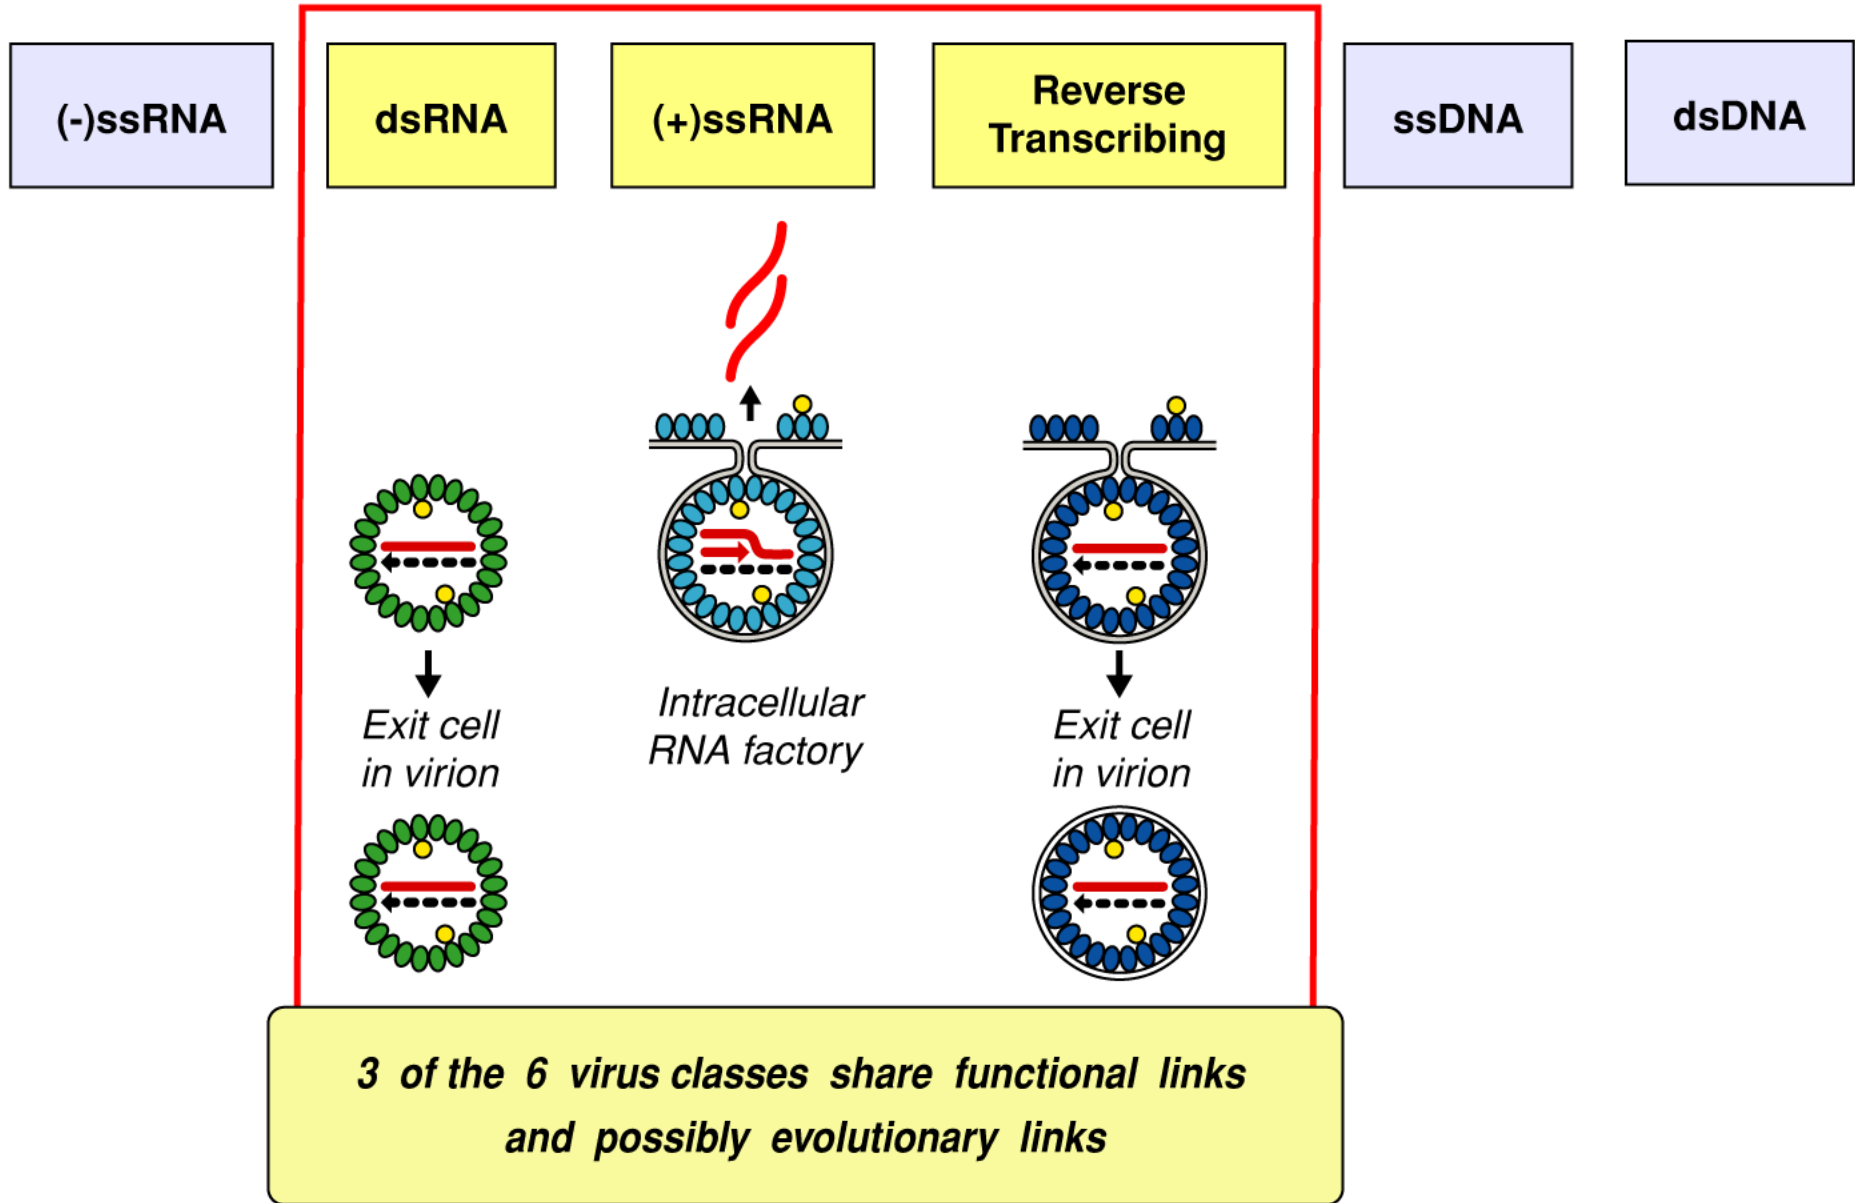 (-)ssRNA
dsRNA
(+)ssRNA
Reverse
Transcribing
ssDNA
dsDNA
Exit cell
in virion
Intracellular
RNA factory
Exit cell
in virion
3 of the 6 virus classes share functional links
and possibly evolutionary links